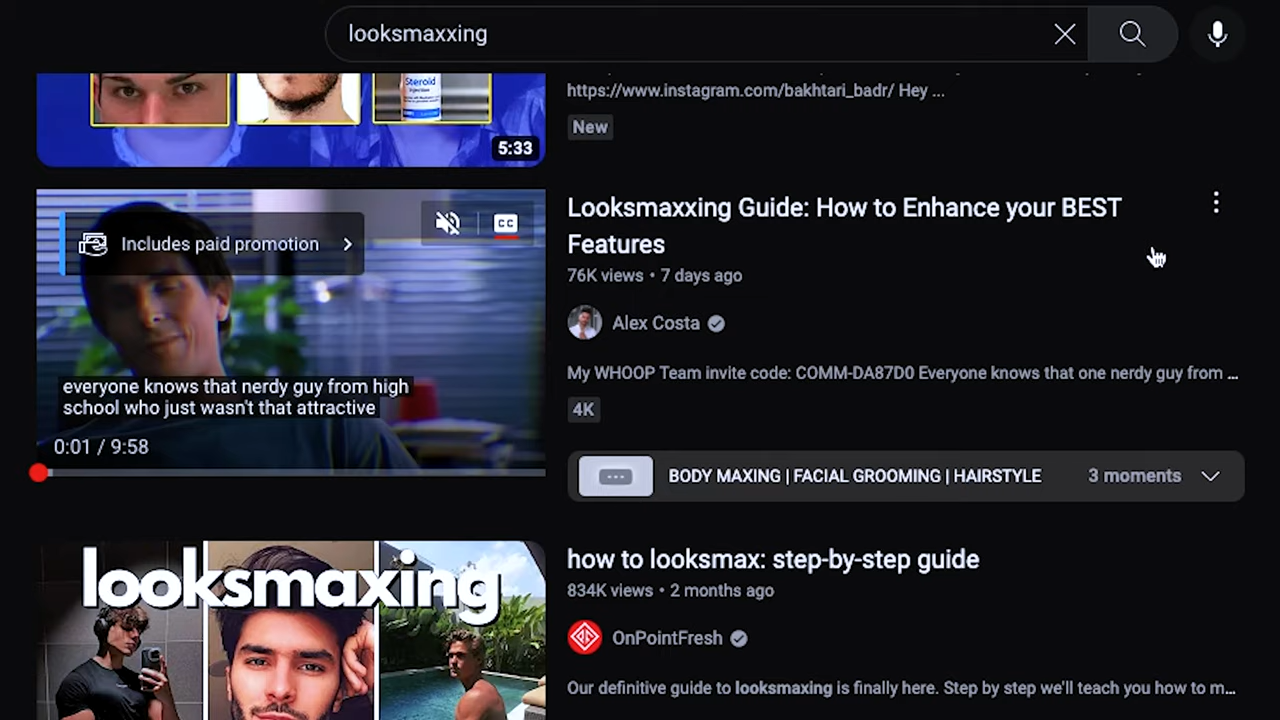 looksmaxxing
Steroid
https://www.instagram.com/bakhtari_badr/ Hey ...
New
5:33
Includes paid promotion
CC
everyone knows that nerdy guy from high
school who just wasn't that attractive
0:01 / 9:58
Looksmaxxing Guide: How to Enhance your BEST
Features
76K views • 7 days ago
Alex Costa
My WHOOP Team invite code: COMM-DA87D0 Everyone knows that one nerdy guy from ...
4K
BODY MAXING | FACIAL GROOMING | HAIRSTYLE 3 moments
looksmaxing
how to looksmax: step-by-step guide
834K views • 2 months ago
OnPointFresh
Our definitive guide to looksmaxing is finally here. Step by step we'll teach you how to m...